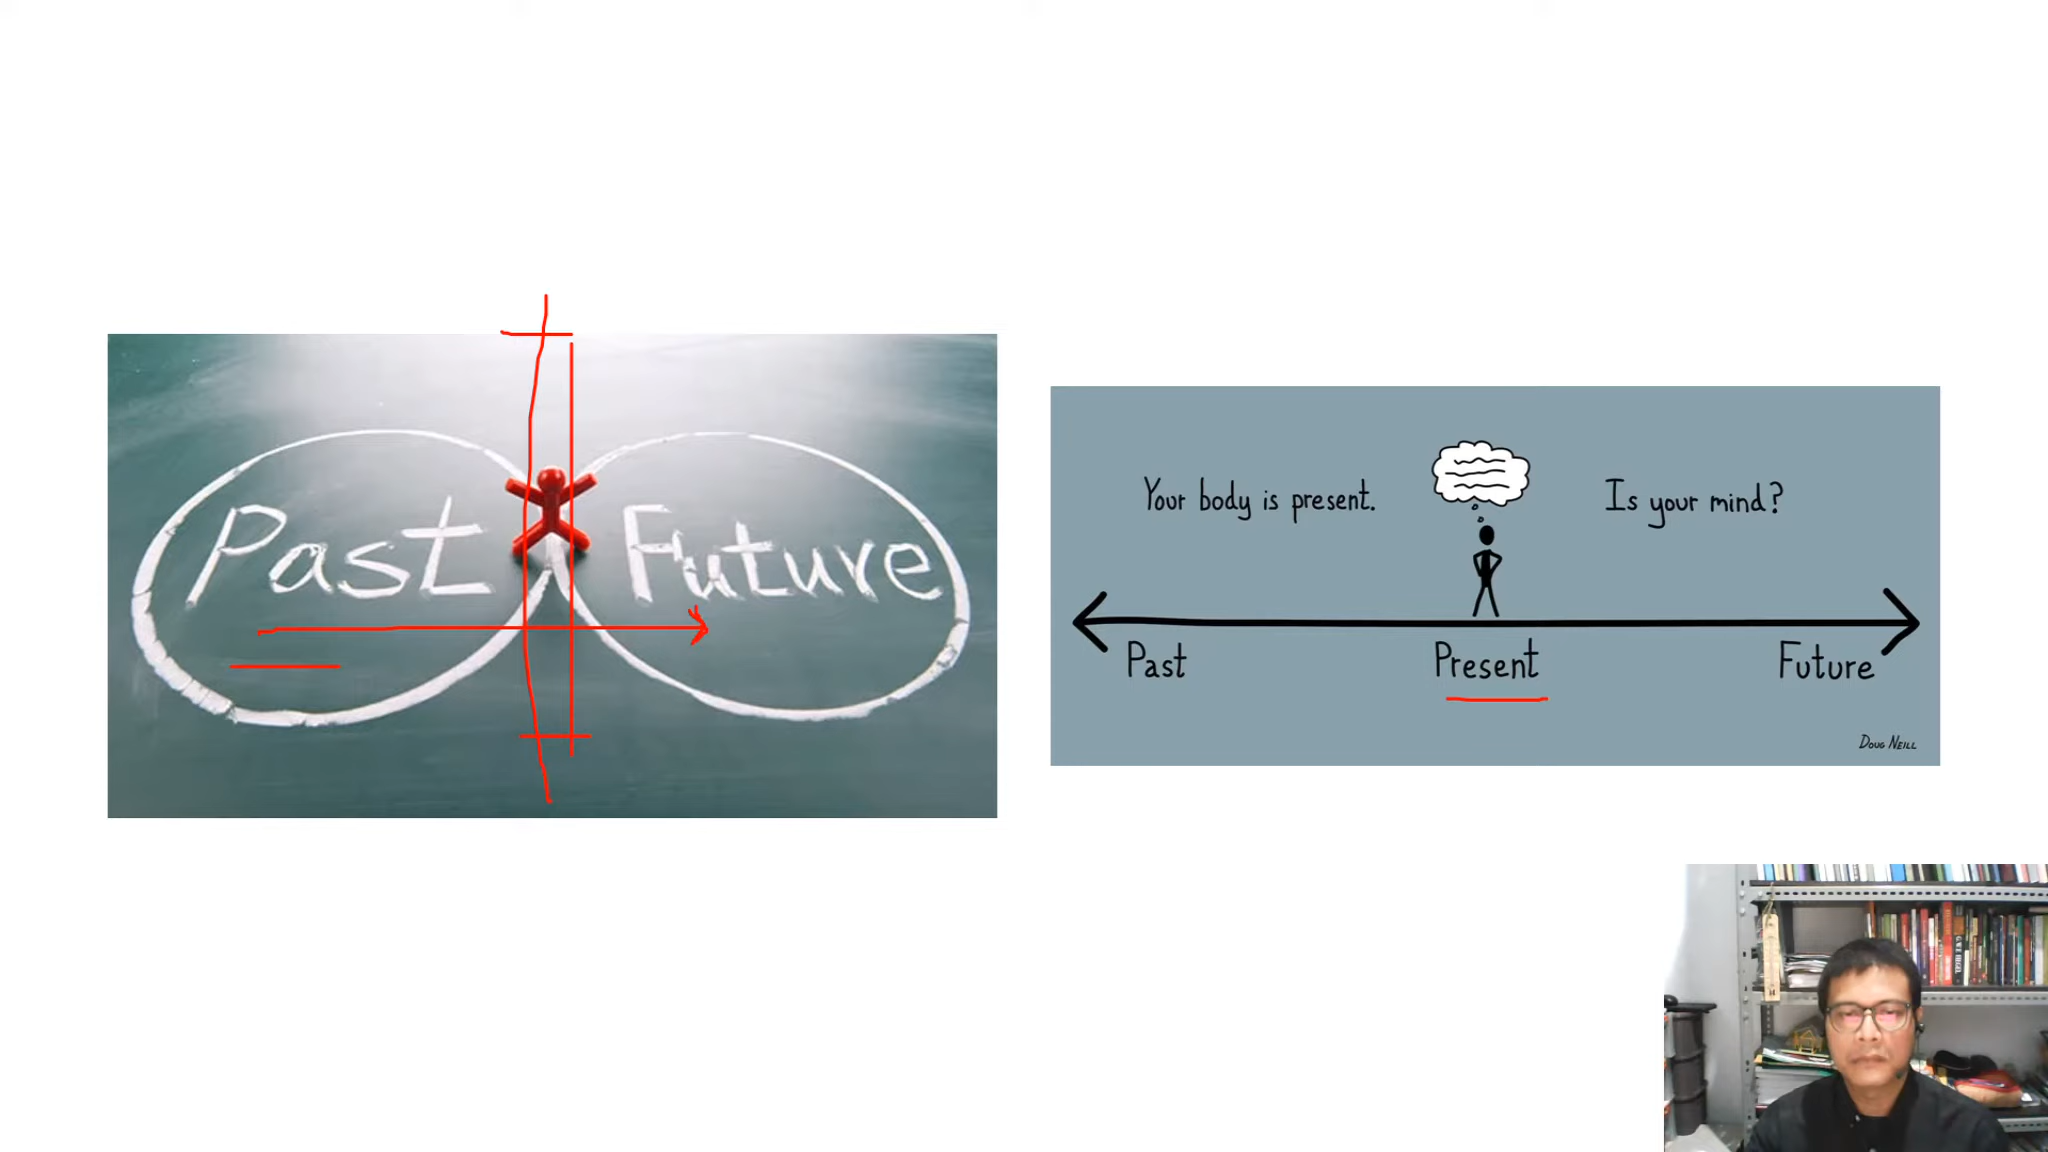 Past Future
Your body is present.
Is your mind?
Past Present Future
DOUG NEILL